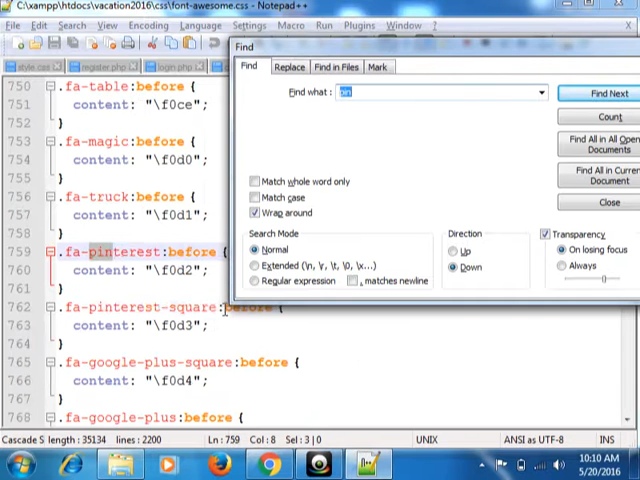 C:\xampp\htdocs\vacation2016\css\font-awesome.css - Notepad++
File Edit Search View Encoding Language Settings Macro Run Plugins Window ?
style.css register.php login.php
Find
Find Replace Find in Files Mark
Find what : pin
Find Next
Count
Find All in All Open
Documents
Find All in Curren
Document
Close
Match whole word only
Match case
Wrap around
Search Mode
Normal
Extended (\n, \r, \t, \0, \x...)
Regular expression . matches newline
Direction
Up
Down
Transparency
On losing focus
Always
750 .fa-table:before {
751 content: "\f0ce";
752 }
753 .fa-magic:before {
754 content: "\f0d0";
755 }
756 .fa-truck:before {
757 content: "\f0d1";
758 }
759 .fa-pinterest:before {
760 content: "\f0d2";
761 }
762 .fa-pinterest-square:before {
763 content: "\f0d3";
764 }
765 .fa-google-plus-square:before {
766 content: "\f0d4";
767 }
768 .fa-google-plus:before {
Cascade S length : 35134 lines : 2200 Ln : 759 Col : 8 Sel : 3 | 0 UNIX ANSI as UTF-8 INS
10:10 AM
5/20/2016